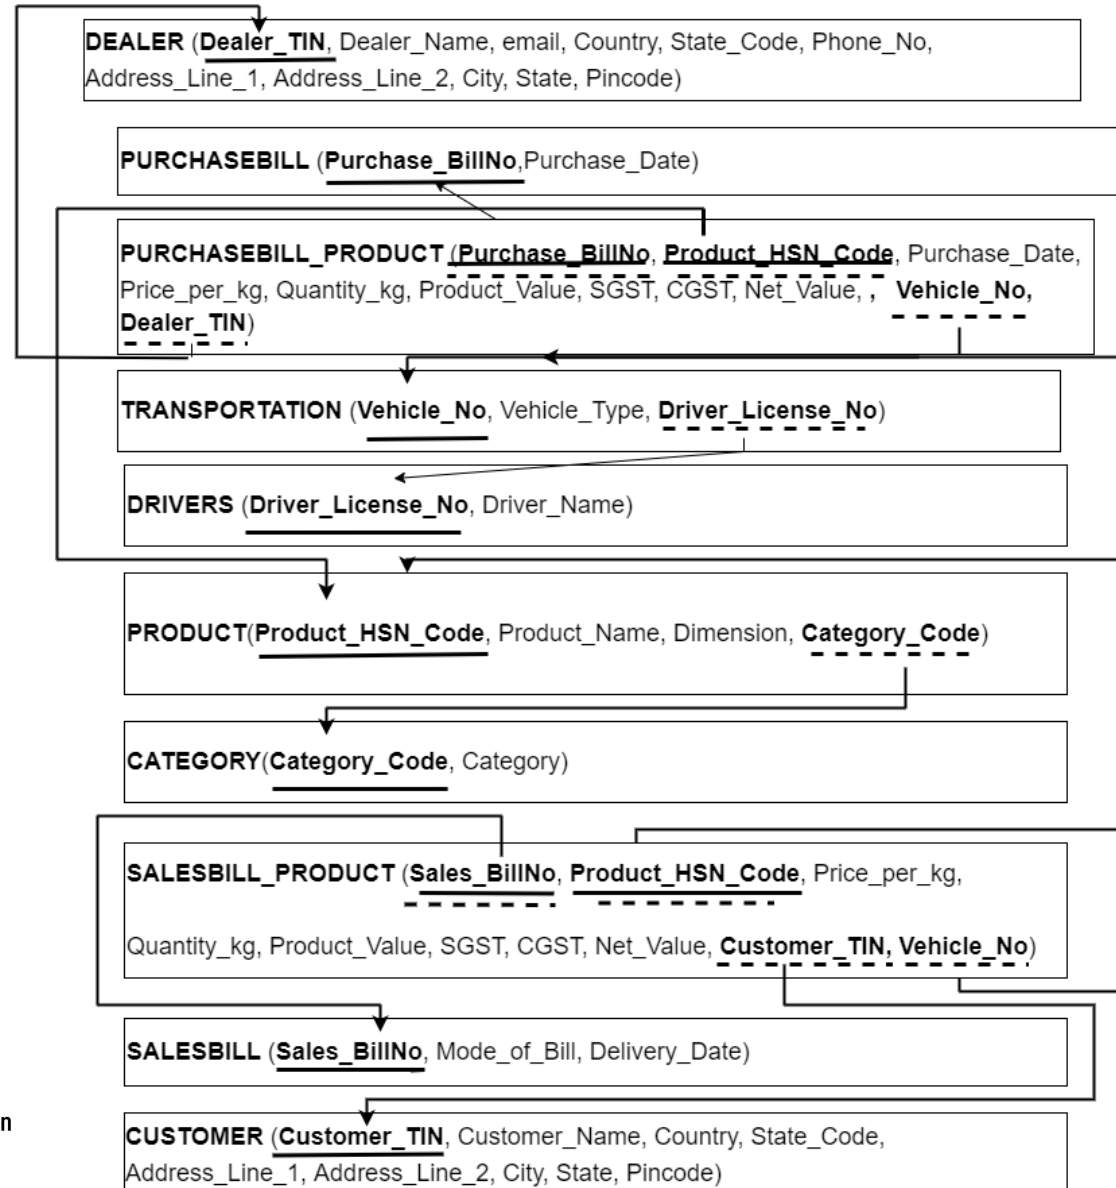 DEALER (Dealer_TIN, Dealer_Name, email, Country, State_Code, Phone_No,
Address_Line_1, Address_Line_2, City, State, Pincode)
PURCHASEBILL (Purchase_BillNo,Purchase_Date)
PURCHASEBILL_PRODUCT (Purchase_BillNo, Product_HSN_Code, Purchase_Date,
Price_per_kg, Quantity_kg, Product_Value, SGST, CGST, Net_Value, , Vehicle_No,
Dealer_TIN)
TRANSPORTATION (Vehicle_No, Vehicle_Type, Driver_License_No)
DRIVERS (Driver_License_No, Driver_Name)
PRODUCT(Product_HSN_Code, Product_Name, Dimension, Category_Code)
CATEGORY(Category_Code, Category)
SALESBILL_PRODUCT (Sales_BillNo, Product_HSN_Code, Price_per_kg,
Quantity_kg, Product_Value, SGST, CGST, Net_Value, Customer_TIN, Vehicle_No)
SALESBILL (Sales_BillNo, Mode_of_Bill, Delivery_Date)
n
CUSTOMER (Customer_TIN, Customer_Name, Country, State_Code,
Address_Line_1, Address_Line_2, City, State, Pincode)